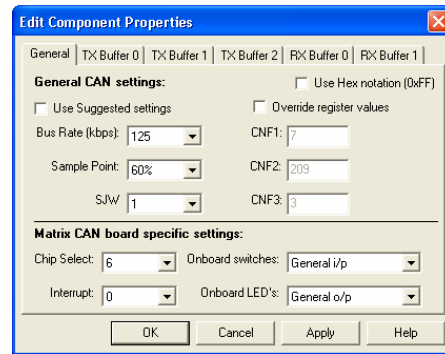 Edit Component Properties
General TX Buffer 0 TX Buffer 1 TX Buffer 2 RX Buffer 0 RX Buffer 1
General CAN settings: Use Hex notation (0xFF)
Use Suggested settings Override register values
Bus Rate (kbps): 125 CNF1: 7
Sample Point: 60% CNF2: 209
SJW 1 CNF3: 3
Matrix CAN board specific settings:
Chip Select: 6 Onboard switches: General i/p
Interrupt: 0 Onboard LED's: General o/p
OK Cancel Apply Help